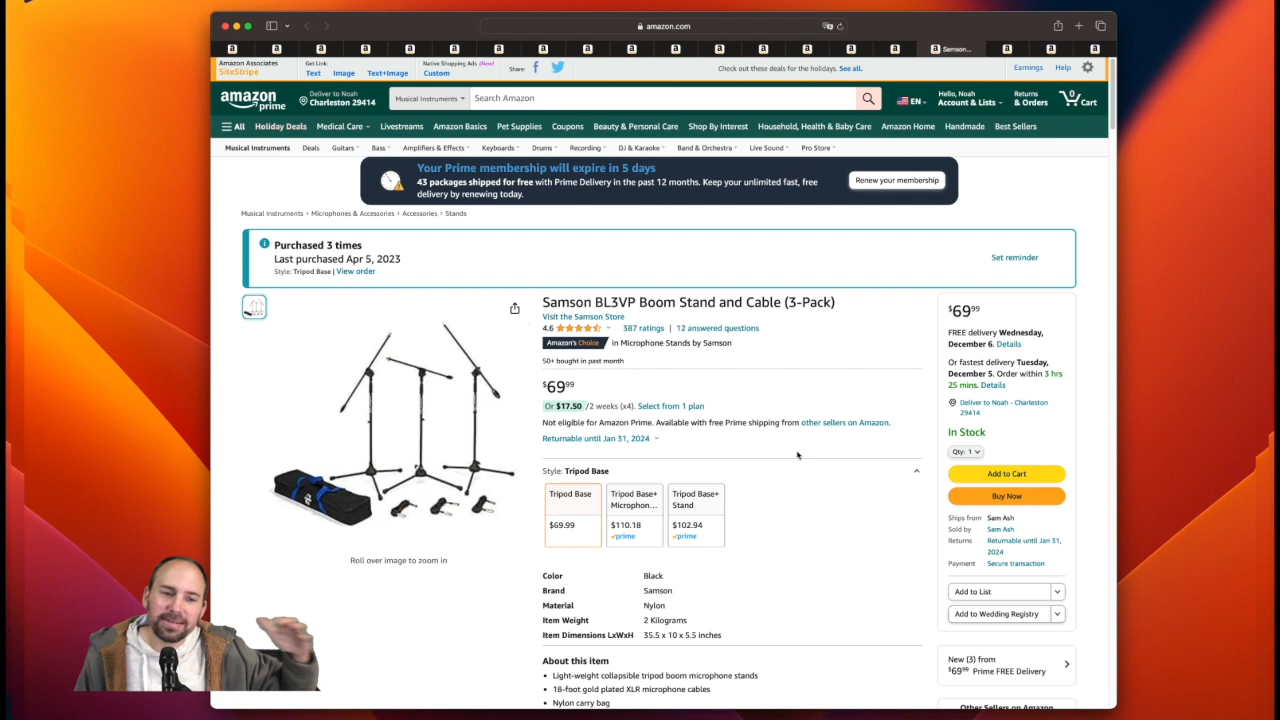 amazon.com
Samson...
Amazon Associates
SiteStripe
Get Link:
Text Image Text+Image
Native Shopping Ads (New)
Custom
Share:
Check out these deals for the holidays. See all.
Earnings Help
amazon
prime
Deliver to Noah
Charleston 29414
Musical Instruments
Search Amazon
EN
Hello, Noah
Account & Lists
Returns
& Orders
0
Cart
All Holiday Deals Medical Care Livestreams Amazon Basics Pet Supplies Coupons Beauty & Personal Care Shop By Interest Household, Health & Baby Care Amazon Home Handmade Best Sellers
Musical Instruments Deals Guitars Bass Amplifiers & Effects Keyboards Drums Recording DJ & Karaoke Band & Orchestra Live Sound Pro Store
Your Prime membership will expire in 5 days
43 packages shipped for free with Prime Delivery in the past 12 months. Keep your unlimited fast, free
delivery by renewing today.
Renew your membership
Musical Instruments › Microphones & Accessories › Accessories › Stands
Purchased 3 times
Last purchased Apr 5, 2023
Style: Tripod Base | View order
Set reminder
Samson BL3VP Boom Stand and Cable (3-Pack)
Visit the Samson Store
4.6 387 ratings | 12 answered questions
Amazon's Choice in Microphone Stands by Samson
50+ bought in past month
$69 99
Or $17.50 /2 weeks (x4). Select from 1 plan
Not eligible for Amazon Prime. Available with free Prime shipping from other sellers on Amazon.
Returnable until Jan 31, 2024
Style: Tripod Base
Tripod Base
$69.99
Tripod Base+
Microphon...
$110.18
prime
Tripod Base+
Stand
$102.94
prime
Roll over image to zoom in
Color Black
Brand Samson
Material Nylon
Item Weight 2 Kilograms
Item Dimensions LxWxH 35.5 x 10 x 5.5 inches
About this item
• Light-weight collapsible tripod boom microphone stands
• 18-foot gold plated XLR microphone cables
• Nylon carry bag
$69 99
FREE delivery Wednesday,
December 6. Details
Or fastest delivery Tuesday,
December 5. Order within 3 hrs
25 mins. Details
Deliver to Noah - Charleston
29414
In Stock
Qty: 1
Add to Cart
Buy Now
Ships from Sam Ash
Sold by Sam Ash
Returns Returnable until Jan 31,
2024
Payment Secure transaction
Add to List
Add to Wedding Registry
New (3) from
$69 99 Prime FREE Delivery
Other Sellers on Amazon